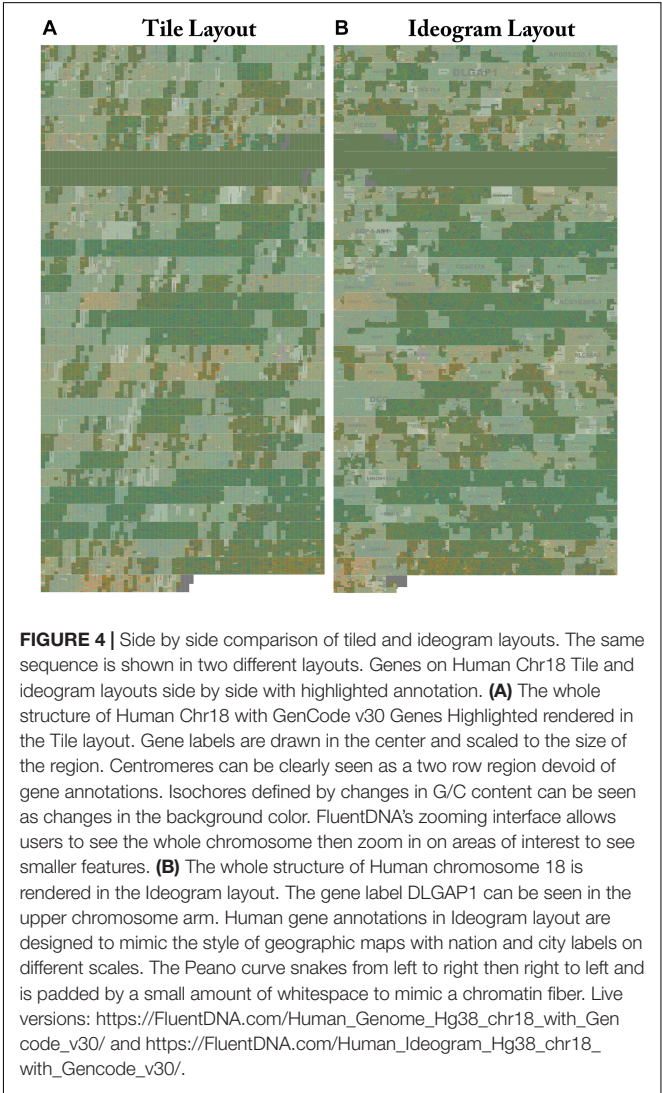 A Tile Layout B Ideogram Layout
DLGAP1
FIGURE 4 | Side by side comparison of tiled and ideogram layouts. The same
sequence is shown in two different layouts. Genes on Human Chr18 Tile and
ideogram layouts side by side with highlighted annotation. (A) The whole
structure of Human Chr18 with GenCode v30 Genes Highlighted rendered in
the Tile layout. Gene labels are drawn in the center and scaled to the size of
the region. Centromeres can be clearly seen as a two row region devoid of
gene annotations. Isochores defined by changes in G/C content can be seen
as changes in the background color. FluentDNA's zooming interface allows
users to see the whole chromosome then zoom in on areas of interest to see
smaller features. (B) The whole structure of Human chromosome 18 is
rendered in the Ideogram layout. The gene label DLGAP1 can be seen in the
upper chromosome arm. Human gene annotations in Ideogram layout are
designed to mimic the style of geographic maps with nation and city labels on
different scales. The Peano curve snakes from left to right then right to left and
is padded by a small amount of whitespace to mimic a chromatin fiber. Live
versions: https://FluentDNA.com/Human_Genome_Hg38_chr18_with_Gen
code_v30/ and https://FluentDNA.com/Human_Ideogram_Hg38_chr18_
with_Gencode_v30/.